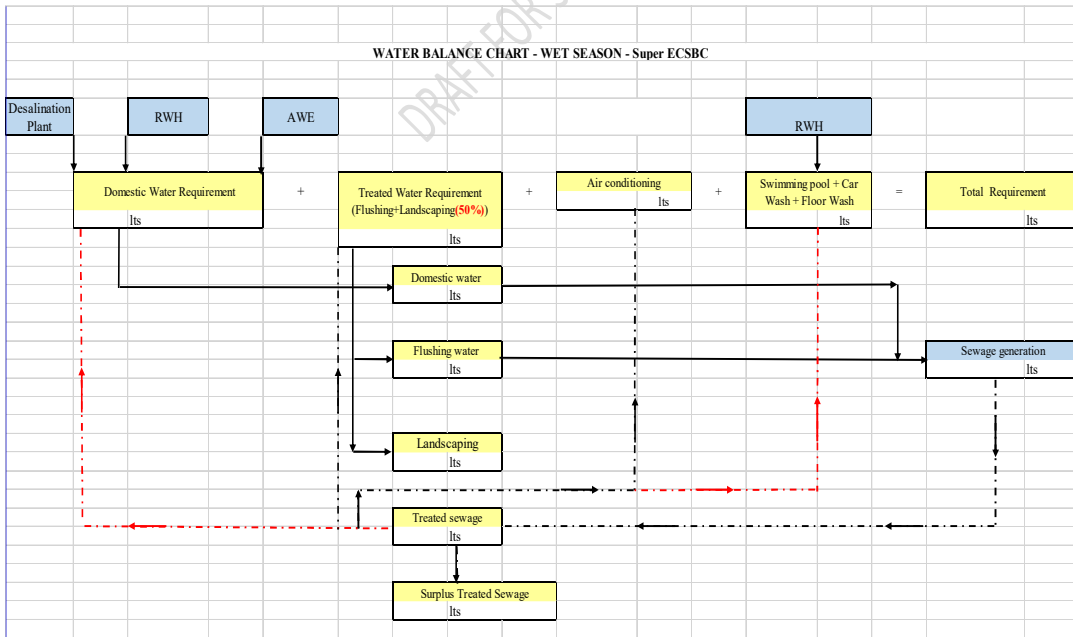 DRAFT FOR
WATER BALANCE CHART - WET SEASON - Super ECSBC
Desalination
Plant
RWH
AWE
RWH
Domestic Water Requirement
lts
+
Treated Water Requirement
(Flushing+Landscaping(50%))
lts
+
Air conditioning
lts
+
Swimming pool + Car
Wash + Floor Wash
lts
=
Total Requirement
lts
Domestic water
lts
Flushing water
lts
Sewage generation
lts
Landscaping
lts
Treated sewage
lts
Surplus Treated Sewage
lts